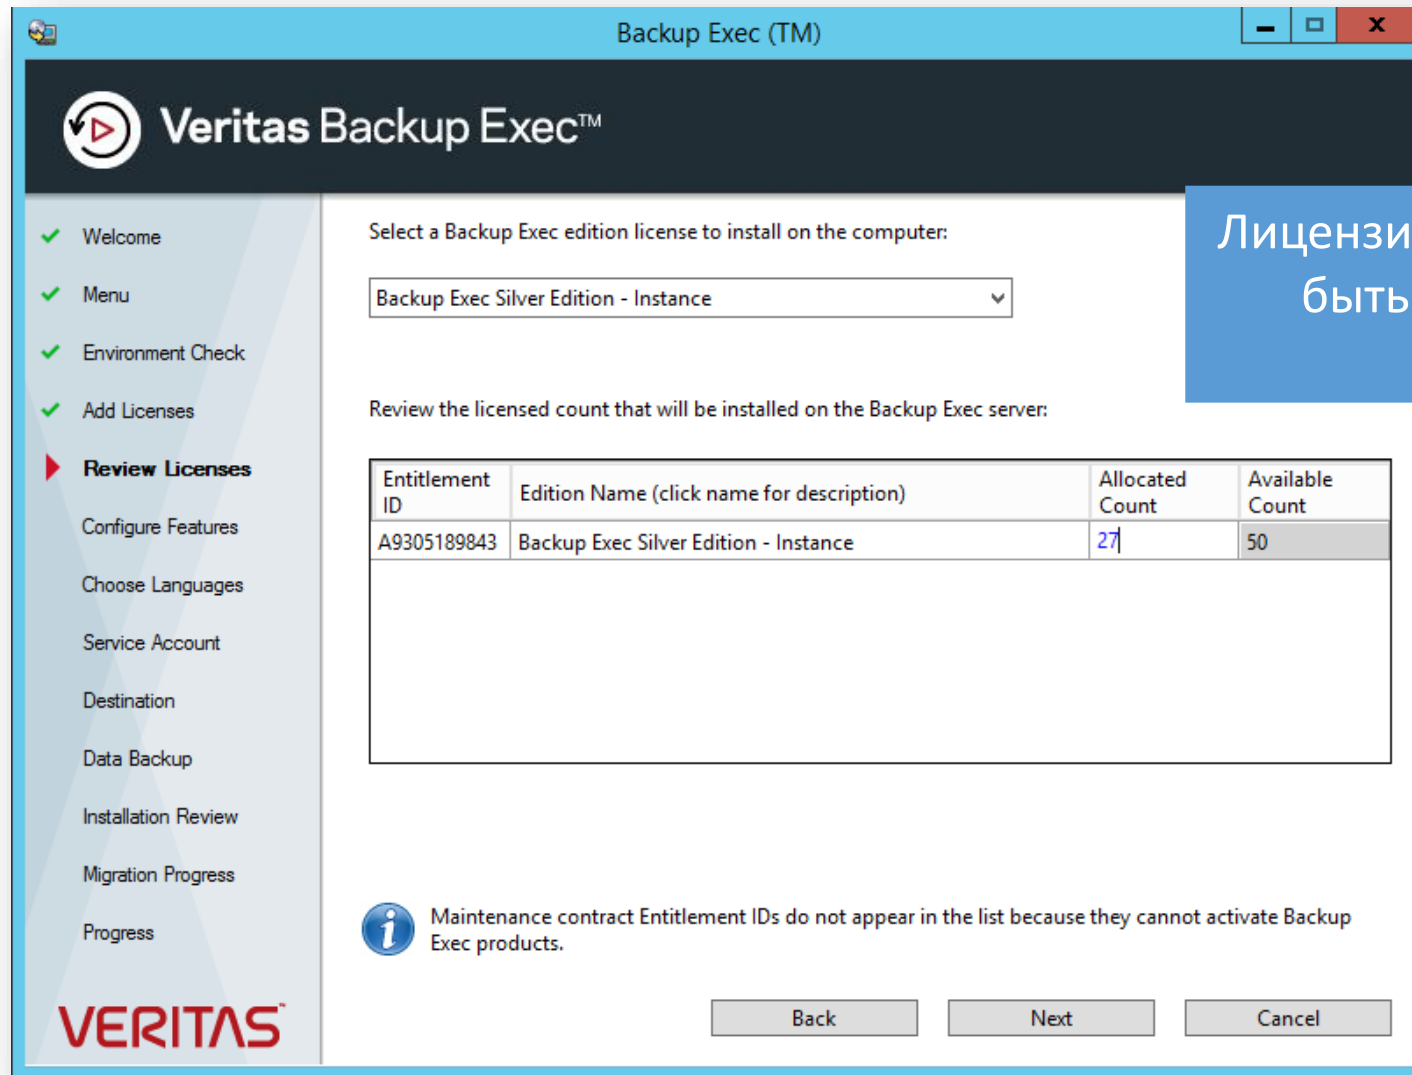 Backup Exec (TM)
Veritas Backup Exec™
Welcome
Menu
Environment Check
Add Licenses
Review Licenses
Configure Features
Choose Languages
Service Account
Destination
Data Backup
Installation Review
Migration Progress
Progress
VERITAS™
Select a Backup Exec edition license to install on the computer:
Backup Exec Silver Edition - Instance
Лицензи
быть
Review the licensed count that will be installed on the Backup Exec server:
Entitlement ID Edition Name (click name for description) Allocated Count Available Count
A9305189843 Backup Exec Silver Edition - Instance 27 50
Maintenance contract Entitlement IDs do not appear in the list because they cannot activate Backup
Exec products.
Back Next Cancel